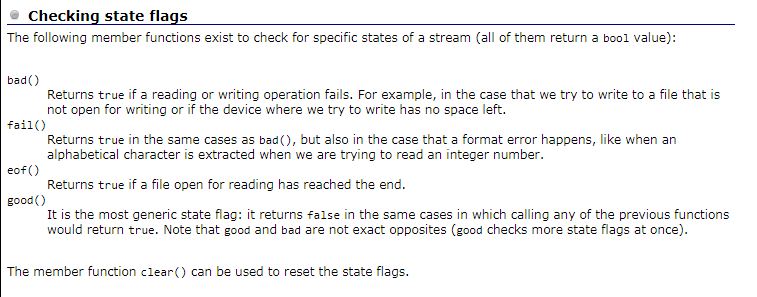 Checking state flags
The following member functions exist to check for specific states of a stream (all of them return a bool value):
bad()
Returns true if a reading or writing operation fails. For example, in the case that we try to write to a file that is
not open for writing or if the device where we try to write has no space left.
fail()
Returns true in the same cases as bad(), but also in the case that a format error happens, like when an
alphabetical character is extracted when we are trying to read an integer number.
eof()
Returns true if a file open for reading has reached the end.
good()
It is the most generic state flag: it returns false in the same cases in which calling any of the previous functions
would return true. Note that good and bad are not exact opposites (good checks more state flags at once).
The member function clear() can be used to reset the state flags.